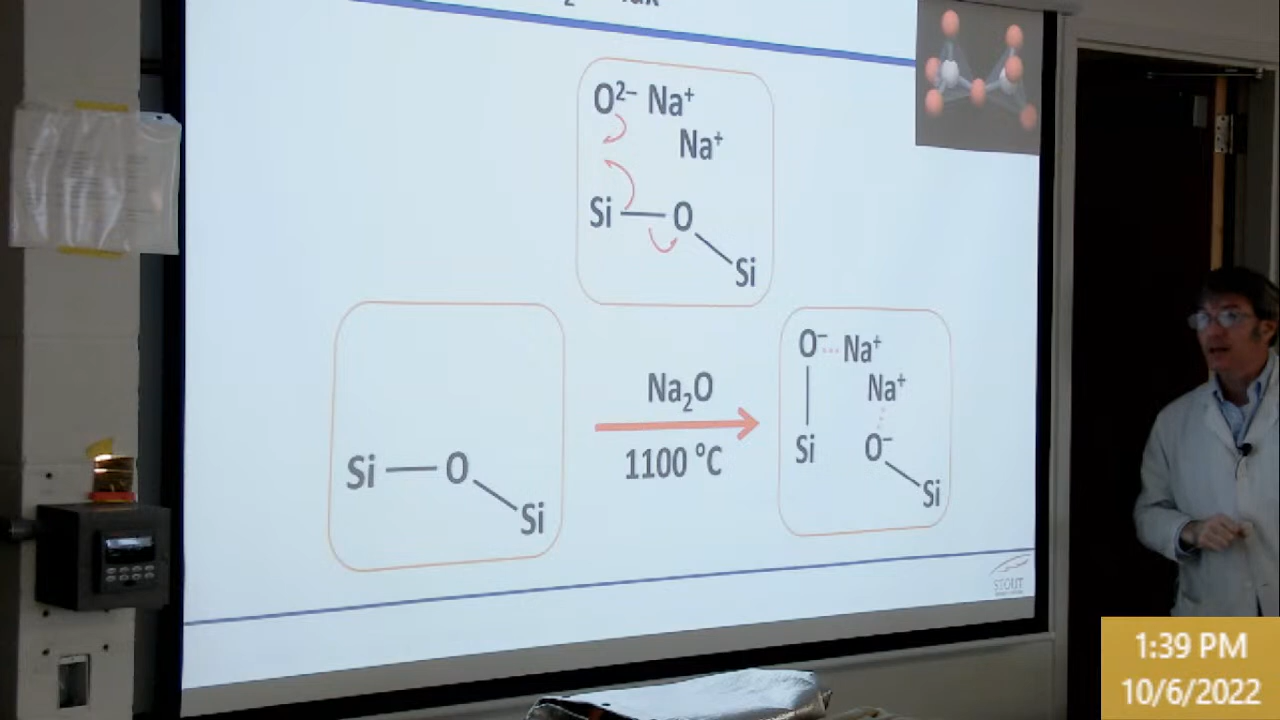 O²⁻ Na⁺
Na⁺
Si O
Si
Na₂O
1100 °C
Si O
Si
O⁻ Na⁺
Na⁺
Si O⁻
Si
STOUT
1:39 PM
10/6/2022